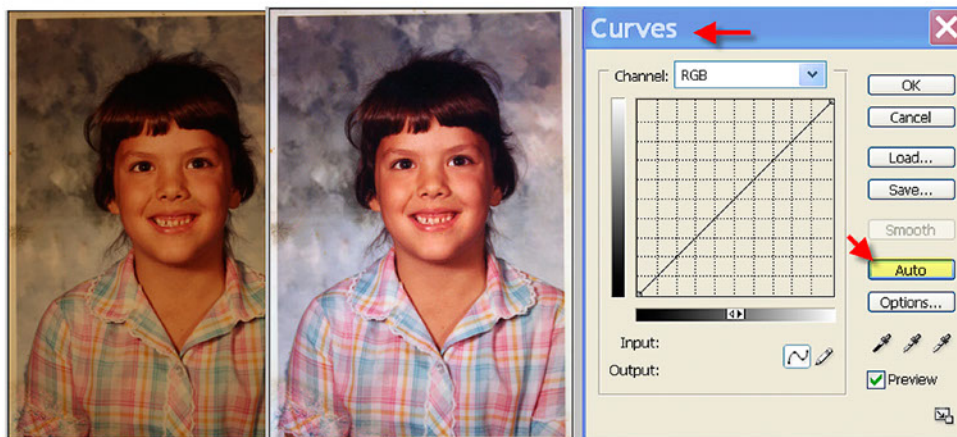 Curves
Channel: RGB
OK
Cancel
Load...
Save...
Smooth
Auto
Options...
Input:
Output:
Preview